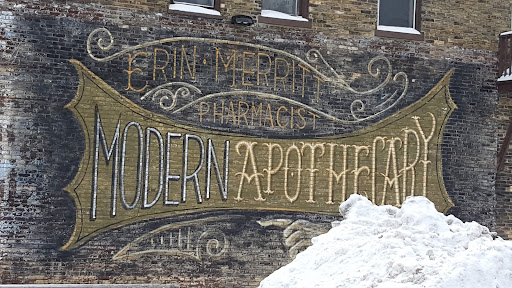 ERIN · MERRITT
PHARMACIST
MODERN APOTHECARY